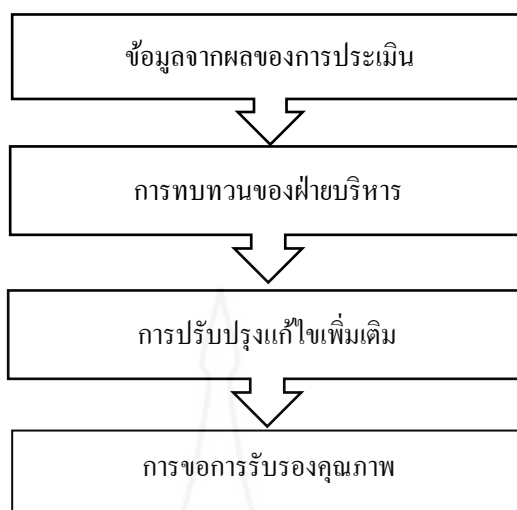 ข้อมูลจากผลของการประเมิน
การทบทวนของฝ่ายบริหาร
การปรับปรุงแก้ไขเพิ่มเติม
การขอการรับรองคุณภาพ